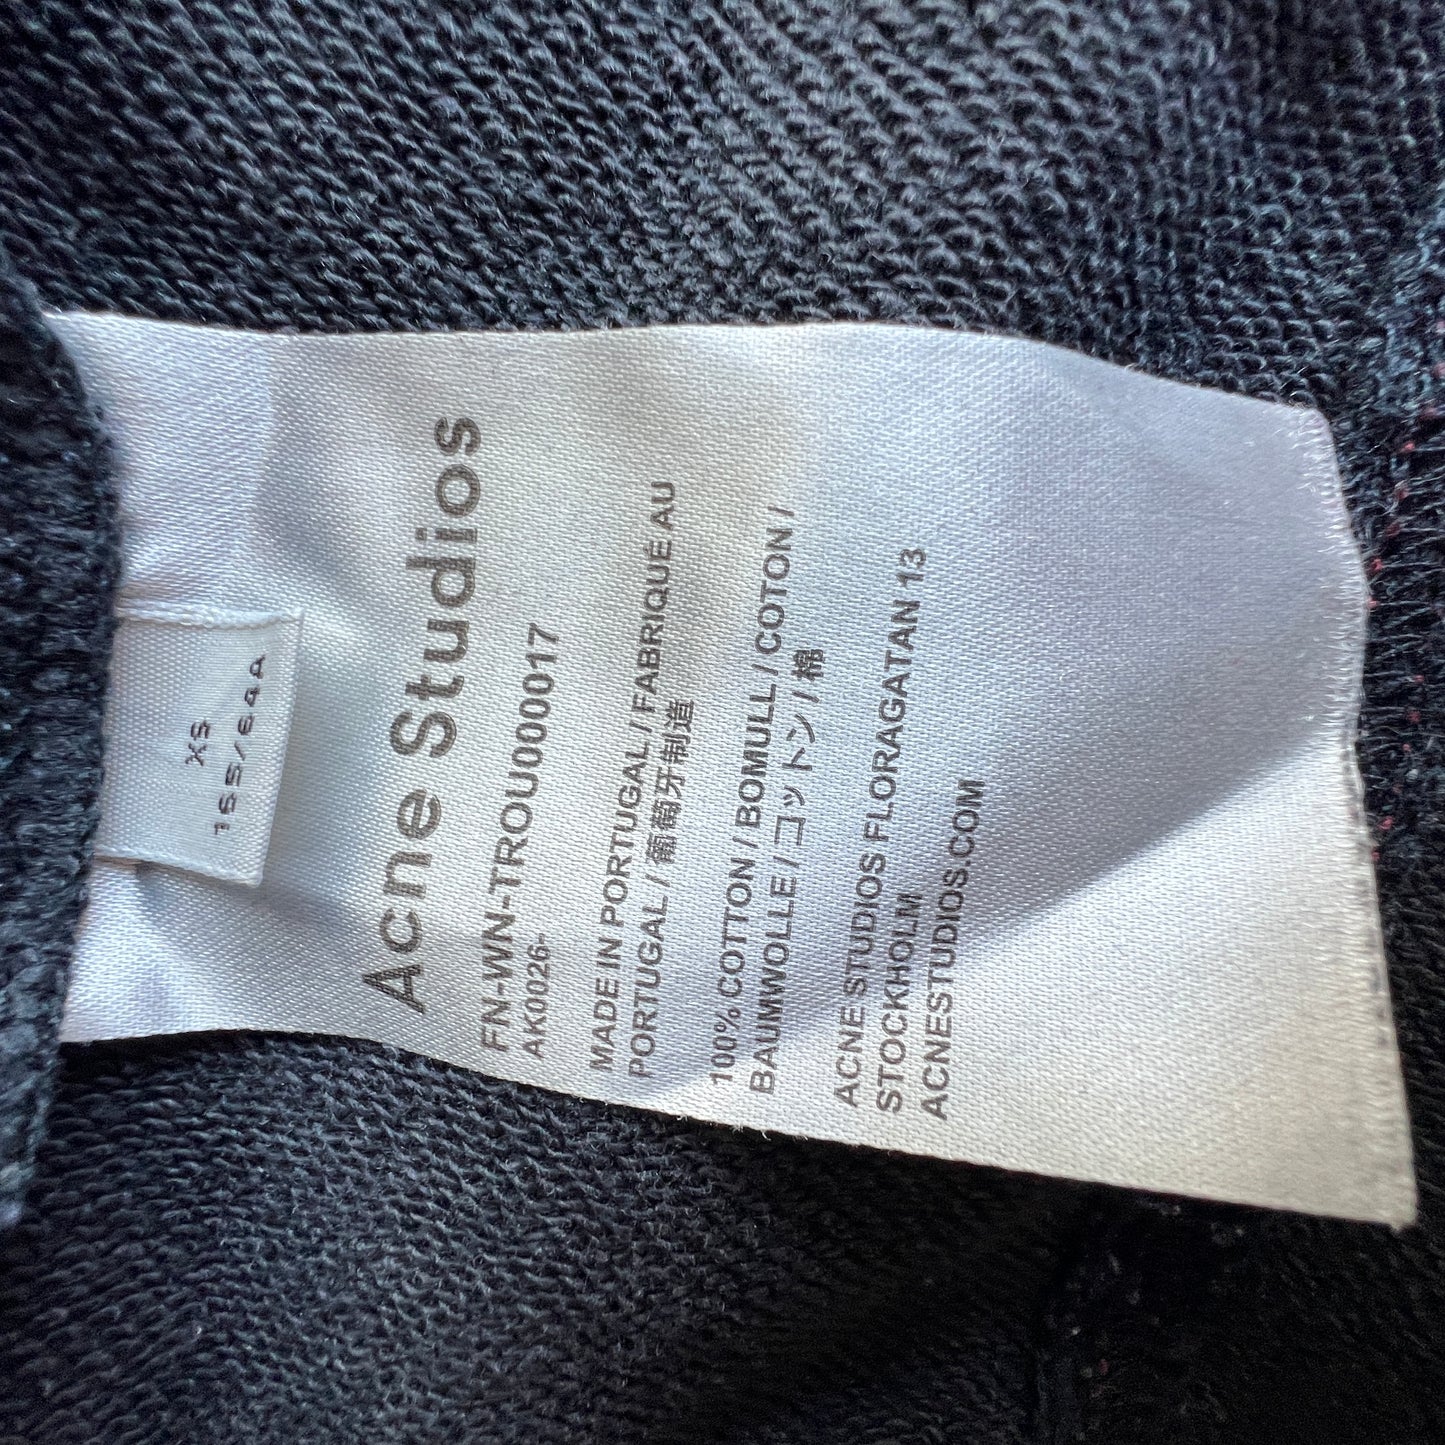 XS
165/64A
Acne Studios
FN-WN-TROU000017
AK0026-
MADE IN PORTUGAL / FABRIQUÉ AU
PORTUGAL / 葡萄牙制造
100% COTTON / BOMULL / COTON /
BAUMWOLLE / コットン / 棉
ACNE STUDIOS FLORAGATAN 13
STOCKHOLM
ACNESTUDIOS.COM